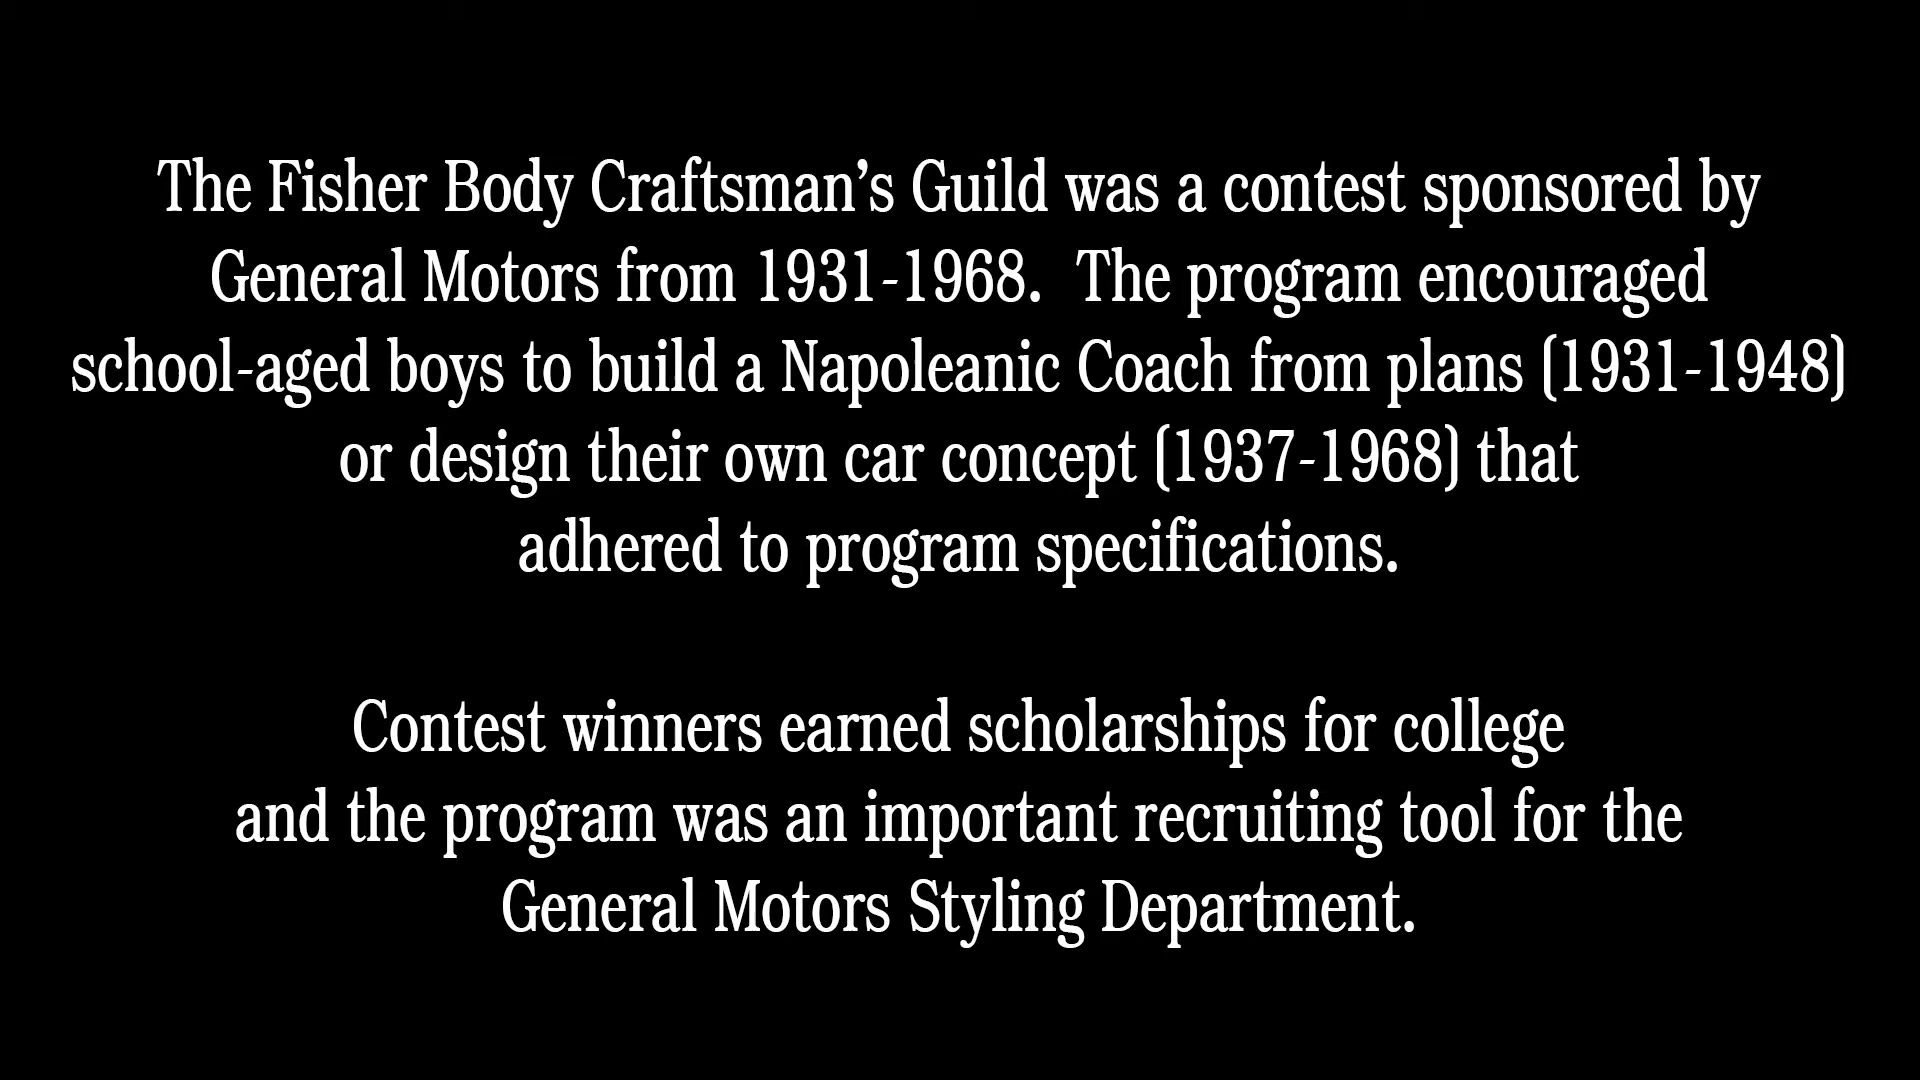 The Fisher Body Craftsman’s Guild was a contest sponsored by
General Motors from 1931-1968.  The program encouraged
school-aged boys to build a Napoleanic Coach from plans (1931-1948)
or design their own car concept (1937-1968) that
adhered to program specifications.
Contest winners earned scholarships for college
and the program was an important recruiting tool for the
General Motors Styling Department.